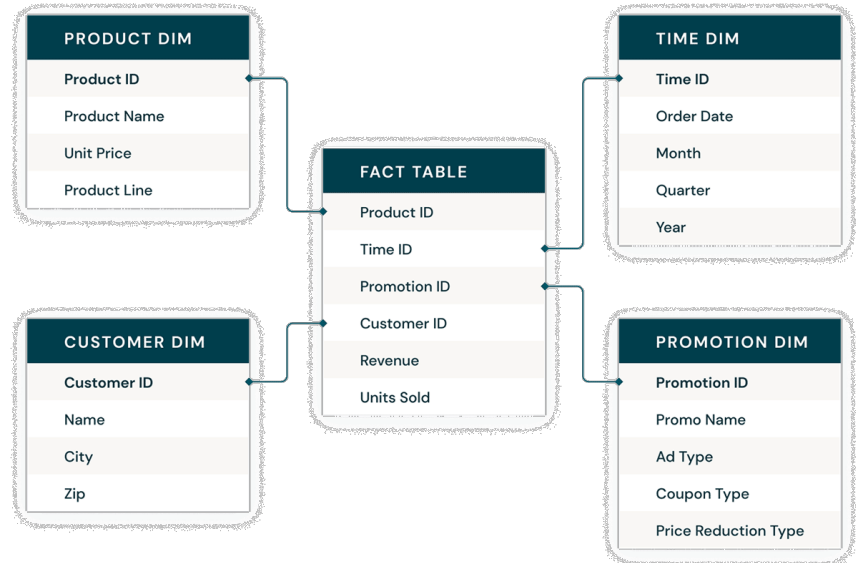 PRODUCT DIM
Product ID
Product Name
Unit Price
Product Line
TIME DIM
Time ID
Order Date
Month
Quarter
Year
FACT TABLE
Product ID
Time ID
Promotion ID
Customer ID
Revenue
Units Sold
CUSTOMER DIM
Customer ID
Name
City
Zip
PROMOTION DIM
Promotion ID
Promo Name
Ad Type
Coupon Type
Price Reduction Type